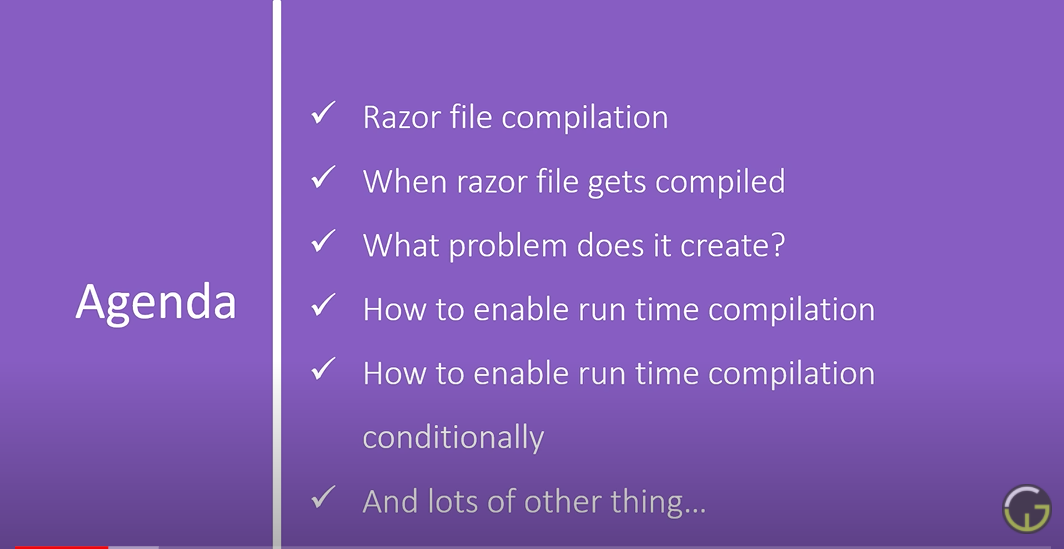 Agenda
Razor file compilation
When razor file gets compiled
What problem does it create?
How to enable run time compilation
How to enable run time compilation
conditionally
And lots of other thing...